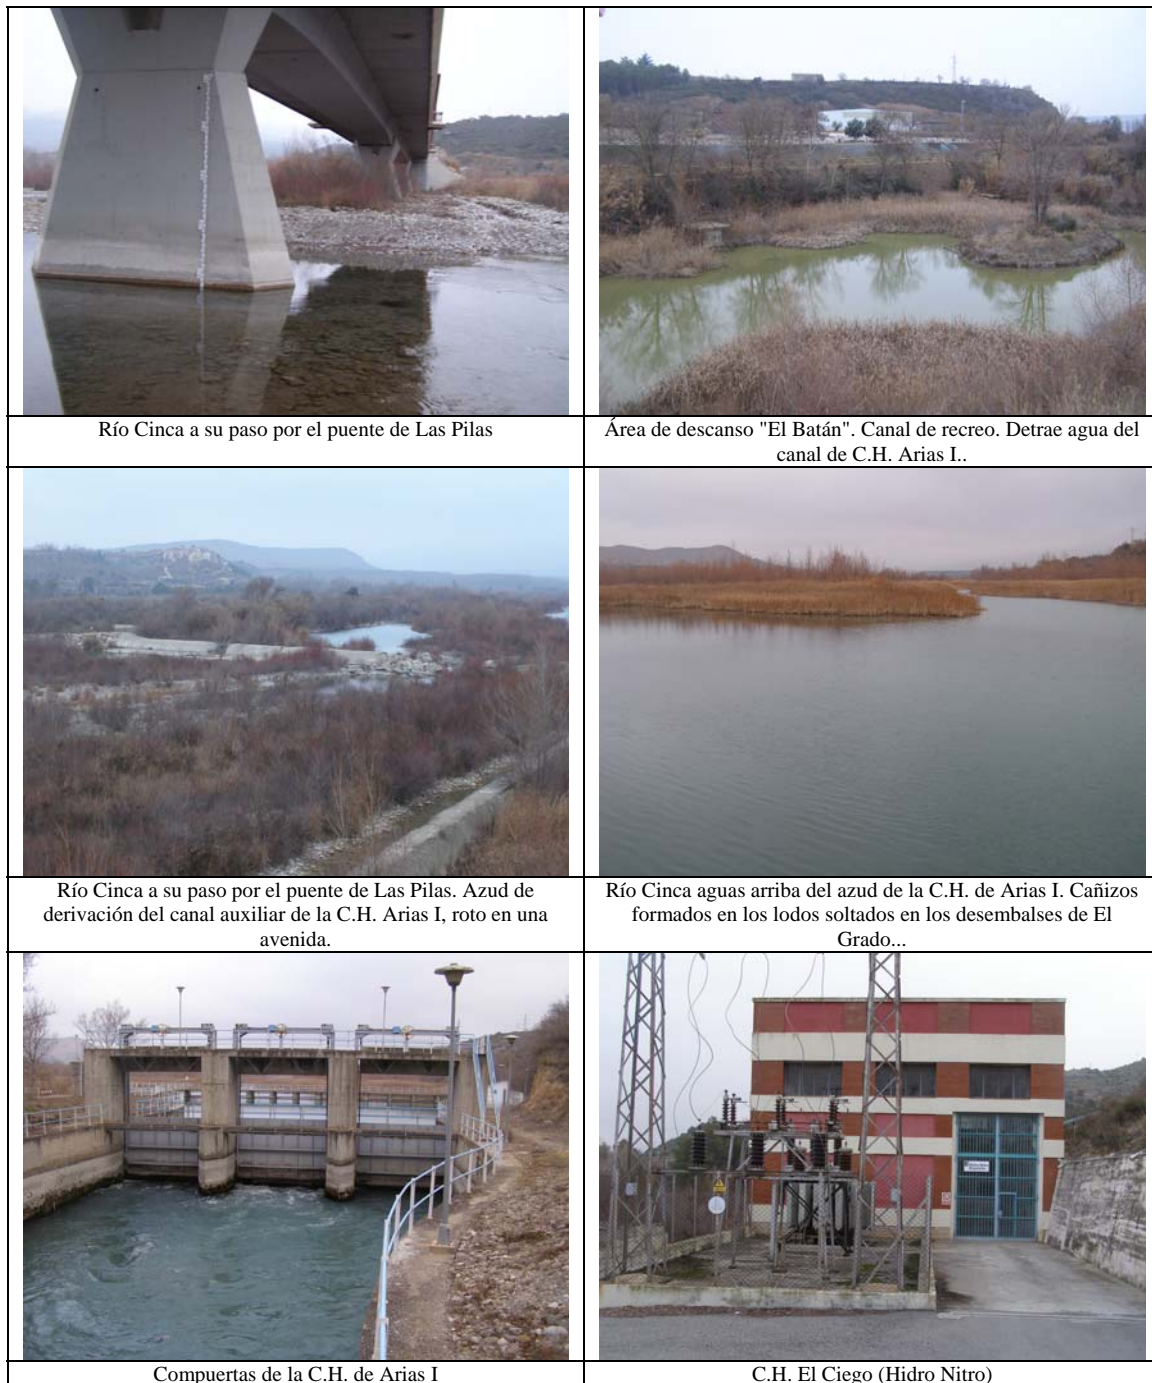 Río Cinca a su paso por el puente de Las Pilas
Área de descanso "El Batán". Canal de recreo. Detrae agua del
canal de C.H. Arias I..
Río Cinca a su paso por el puente de Las Pilas. Azud de
derivación del canal auxiliar de la C.H. Arias I, roto en una
avenida.
Río Cinca aguas arriba del azud de la C.H. de Arias I. Cañizos
formados en los lodos soltados en los desembalses de El
Grado...
Compuertas de la C.H. de Arias I
C.H. El Ciego (Hidro Nitro)